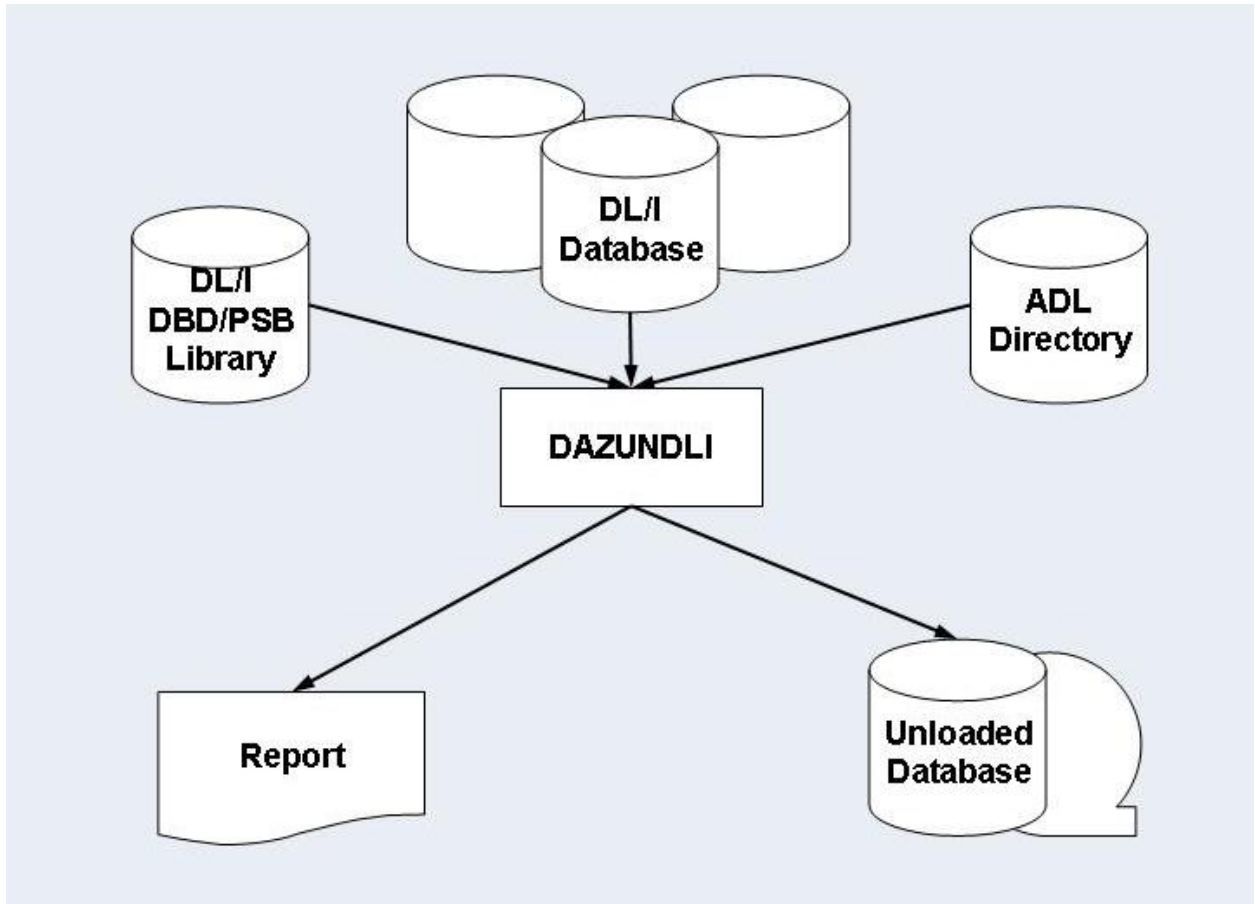 DL/I
Database
DL/I
DBD/PSB
Library
ADL
Directory
DAZUNDLI
Report
Unloaded
Database